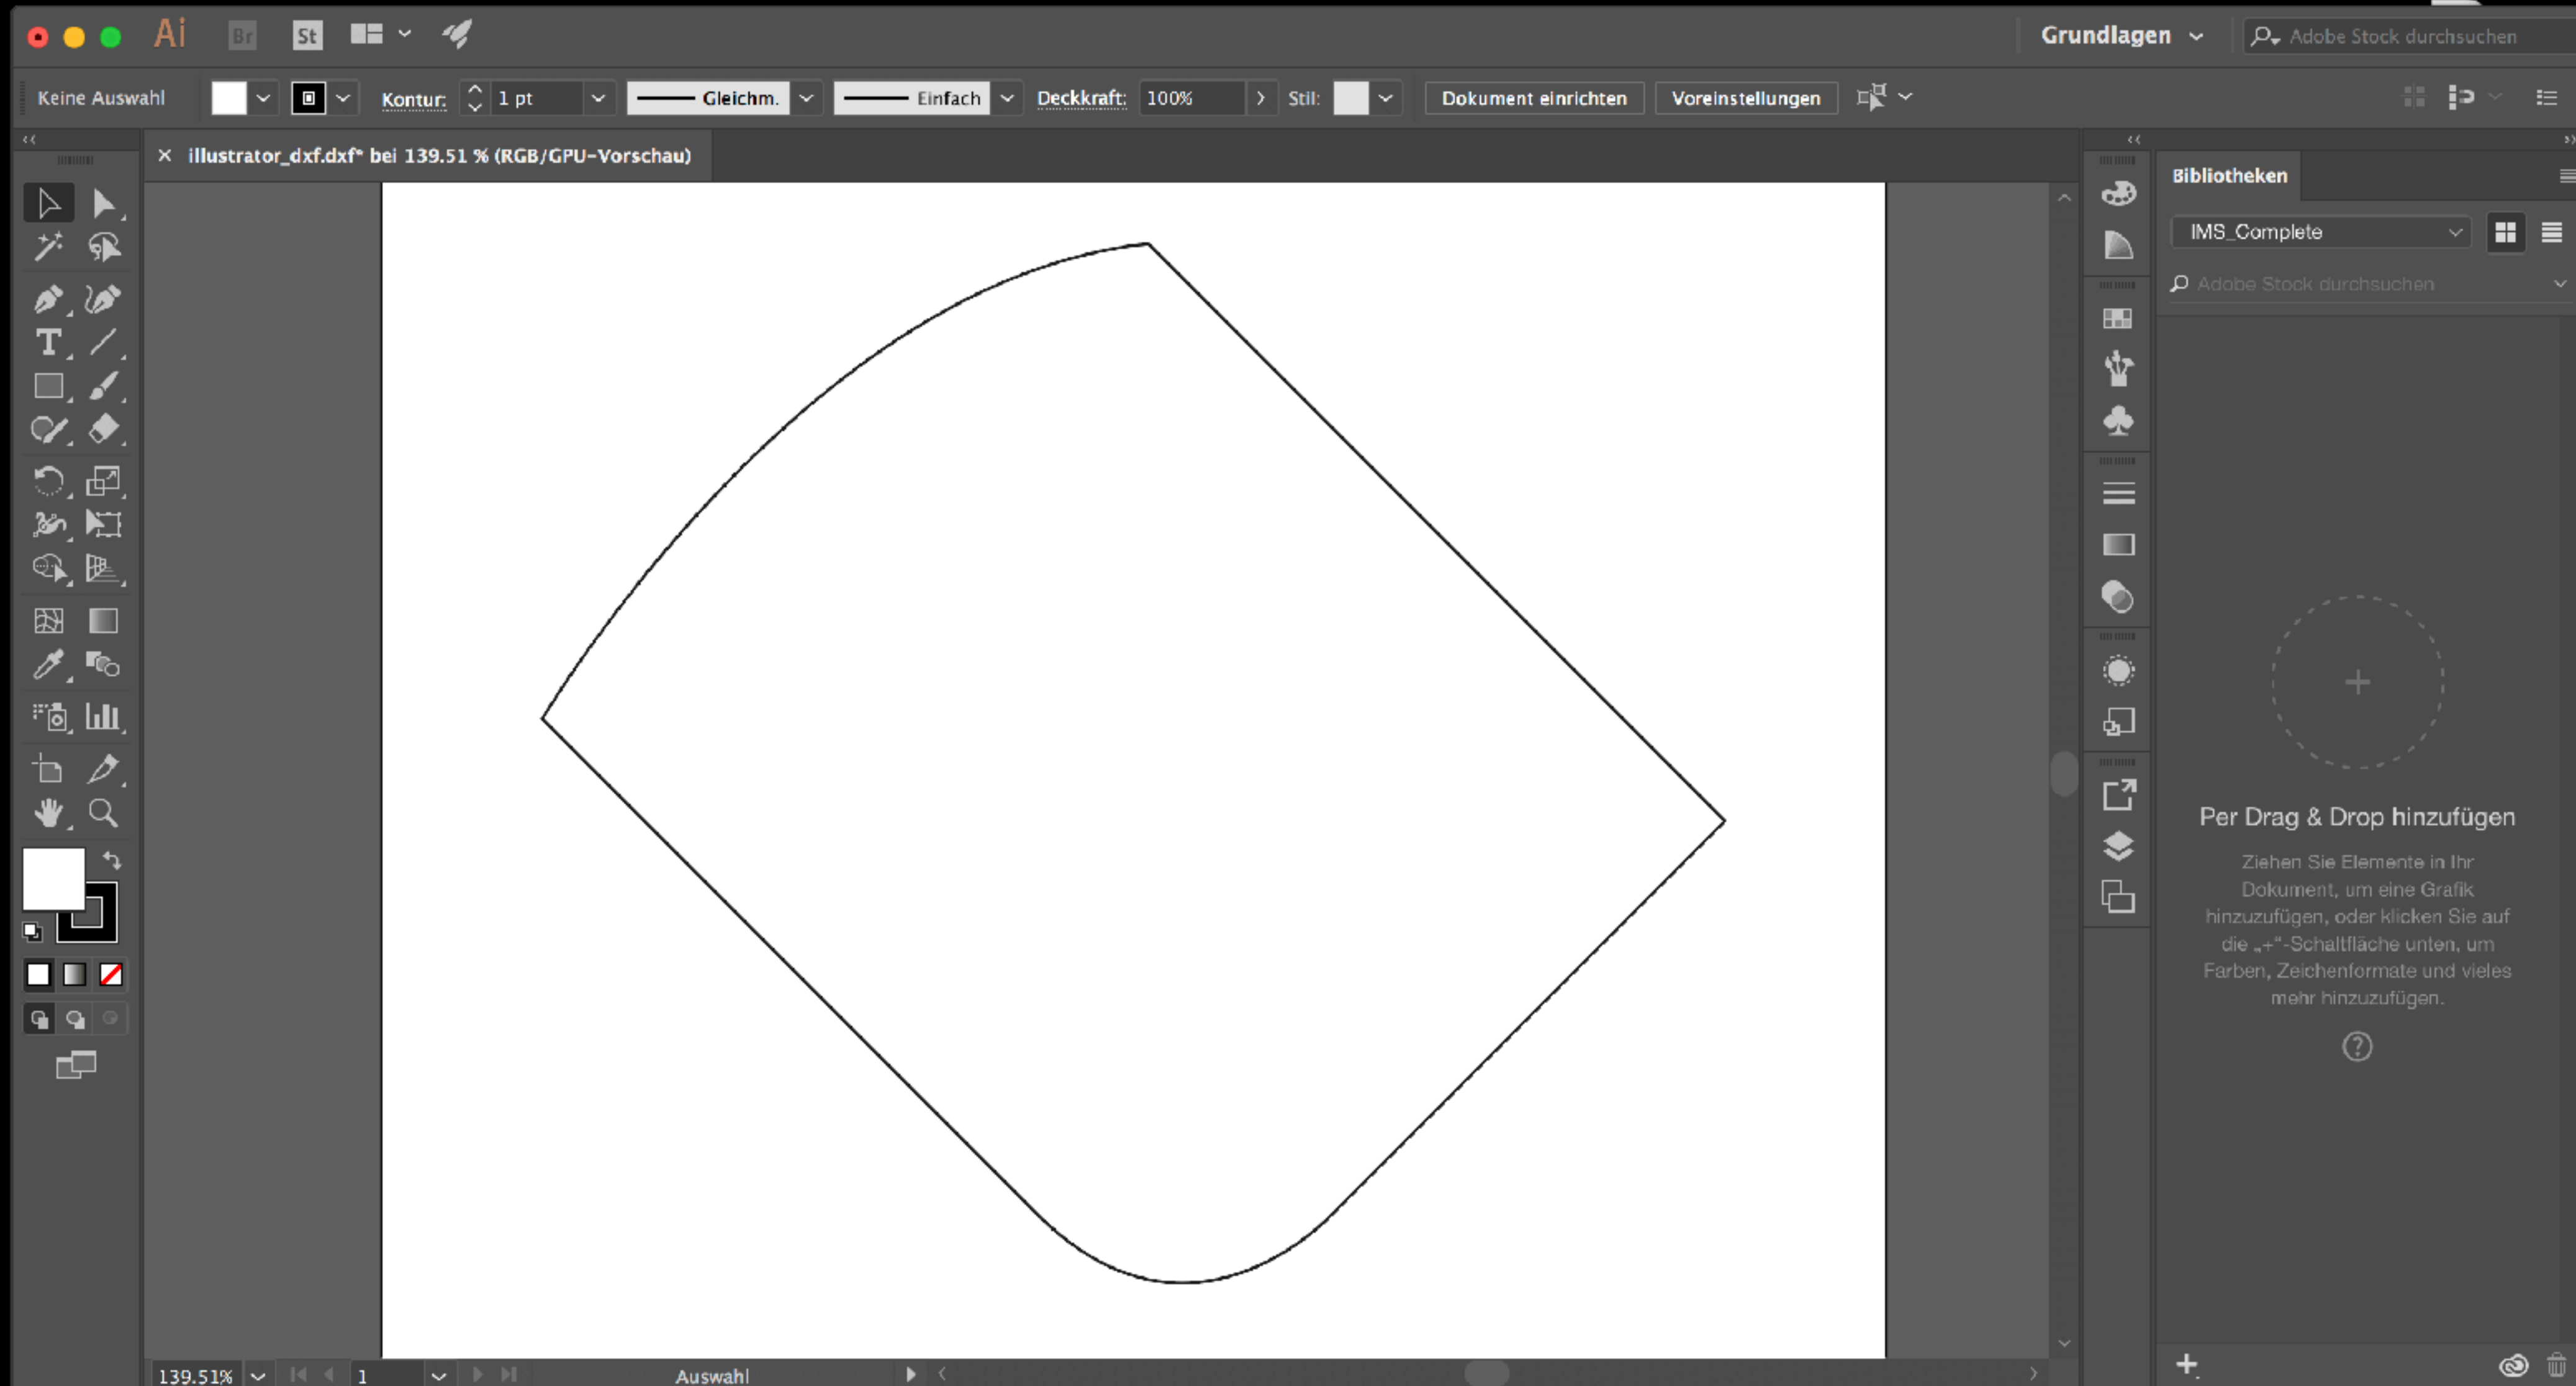 Ai Br St Grundlagen Adobe Stock durchsuchen
Keine Auswahl Kontur: 1 pt Gleichm. Einfach Deckkraft: 100% Stil: Dokument einrichten Voreinstellungen
× illustrator_dxf.dxf* bei 139.51 % (RGB/GPU-Vorschau)
Bibliotheken
IMS_Complete
Adobe Stock durchsuchen
Per Drag & Drop hinzufügen
Ziehen Sie Elemente in Ihr
Dokument, um eine Grafik
hinzuzufügen, oder klicken Sie auf
die „+“-Schaltfläche unten, um
Farben, Zeichenformate und vieles
mehr hinzuzufügen.
139.51% 1 Auswahl